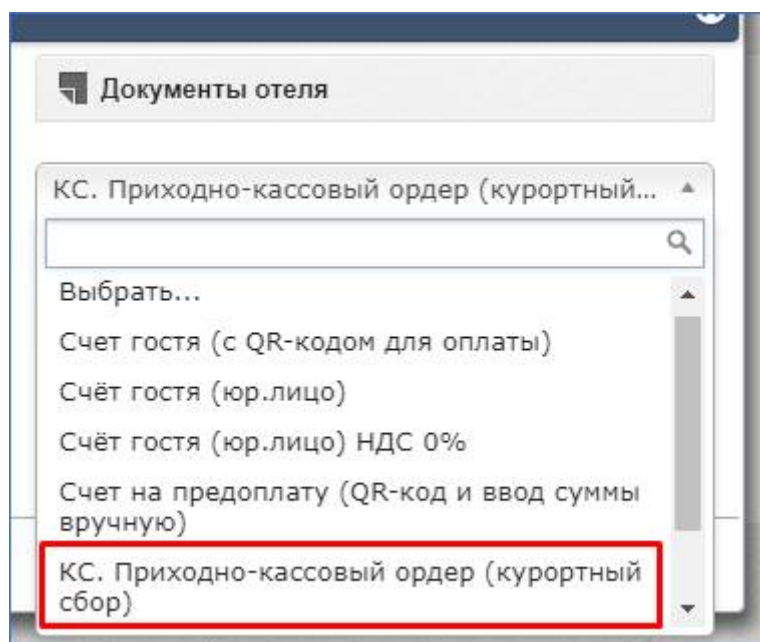 Документы отеля
КС. Приходно-кассовый ордер (курортный...
Выбрать...
Счет гостя (с QR-кодом для оплаты)
Счёт гостя (юр.лицо)
Счёт гостя (юр.лицо) НДС 0%
Счет на предоплату (QR-код и ввод суммы
вручную)
КС. Приходно-кассовый ордер (курортный
сбор)